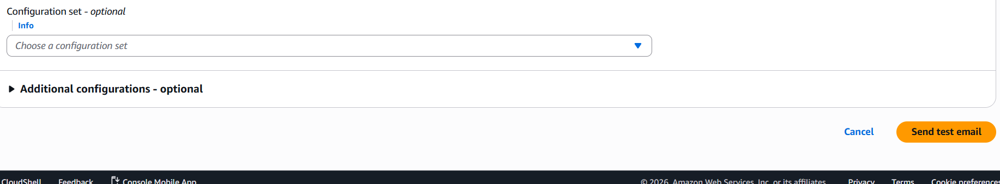 Configuration set - optional
Info
Choose a configuration set
Additional configurations - optional
Cancel
Send test email
CloudShell Feedback Console Mobile App © 2026, Amazon Web Services, Inc. or its affiliates. Privacy Terms Cookie preferences